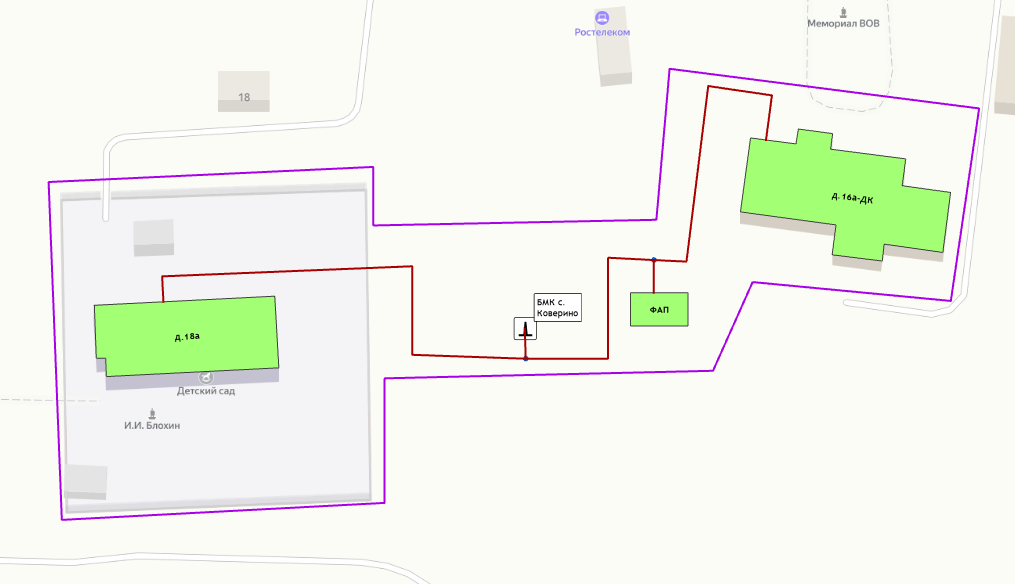 Мемориал ВОВ
Ростелеком
18
д.16а-ДК
БМК с.
Коверино
ФАП
д.18а
Детский сад
И.И. Блохин